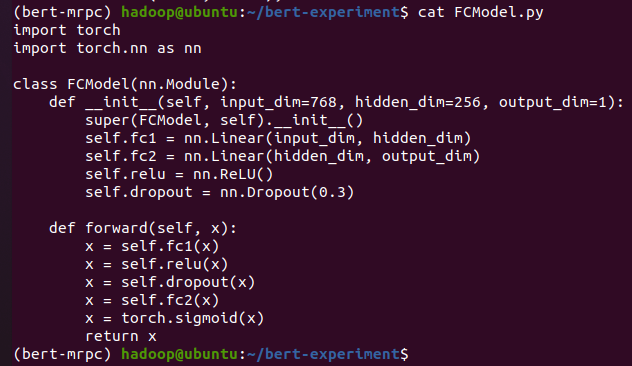 (bert-mrpc) hadoop@ubuntu:~/bert-experiment$ cat FCModel.py
import torch
import torch.nn as nn

class FCModel(nn.Module):
    def __init__(self, input_dim=768, hidden_dim=256, output_dim=1):
        super(FCModel, self).__init__()
        self.fc1 = nn.Linear(input_dim, hidden_dim)
        self.fc2 = nn.Linear(hidden_dim, output_dim)
        self.relu = nn.ReLU()
        self.dropout = nn.Dropout(0.3)

    def forward(self, x):
        x = self.fc1(x)
        x = self.relu(x)
        x = self.dropout(x)
        x = self.fc2(x)
        x = torch.sigmoid(x)
        return x
(bert-mrpc) hadoop@ubuntu:~/bert-experiment$